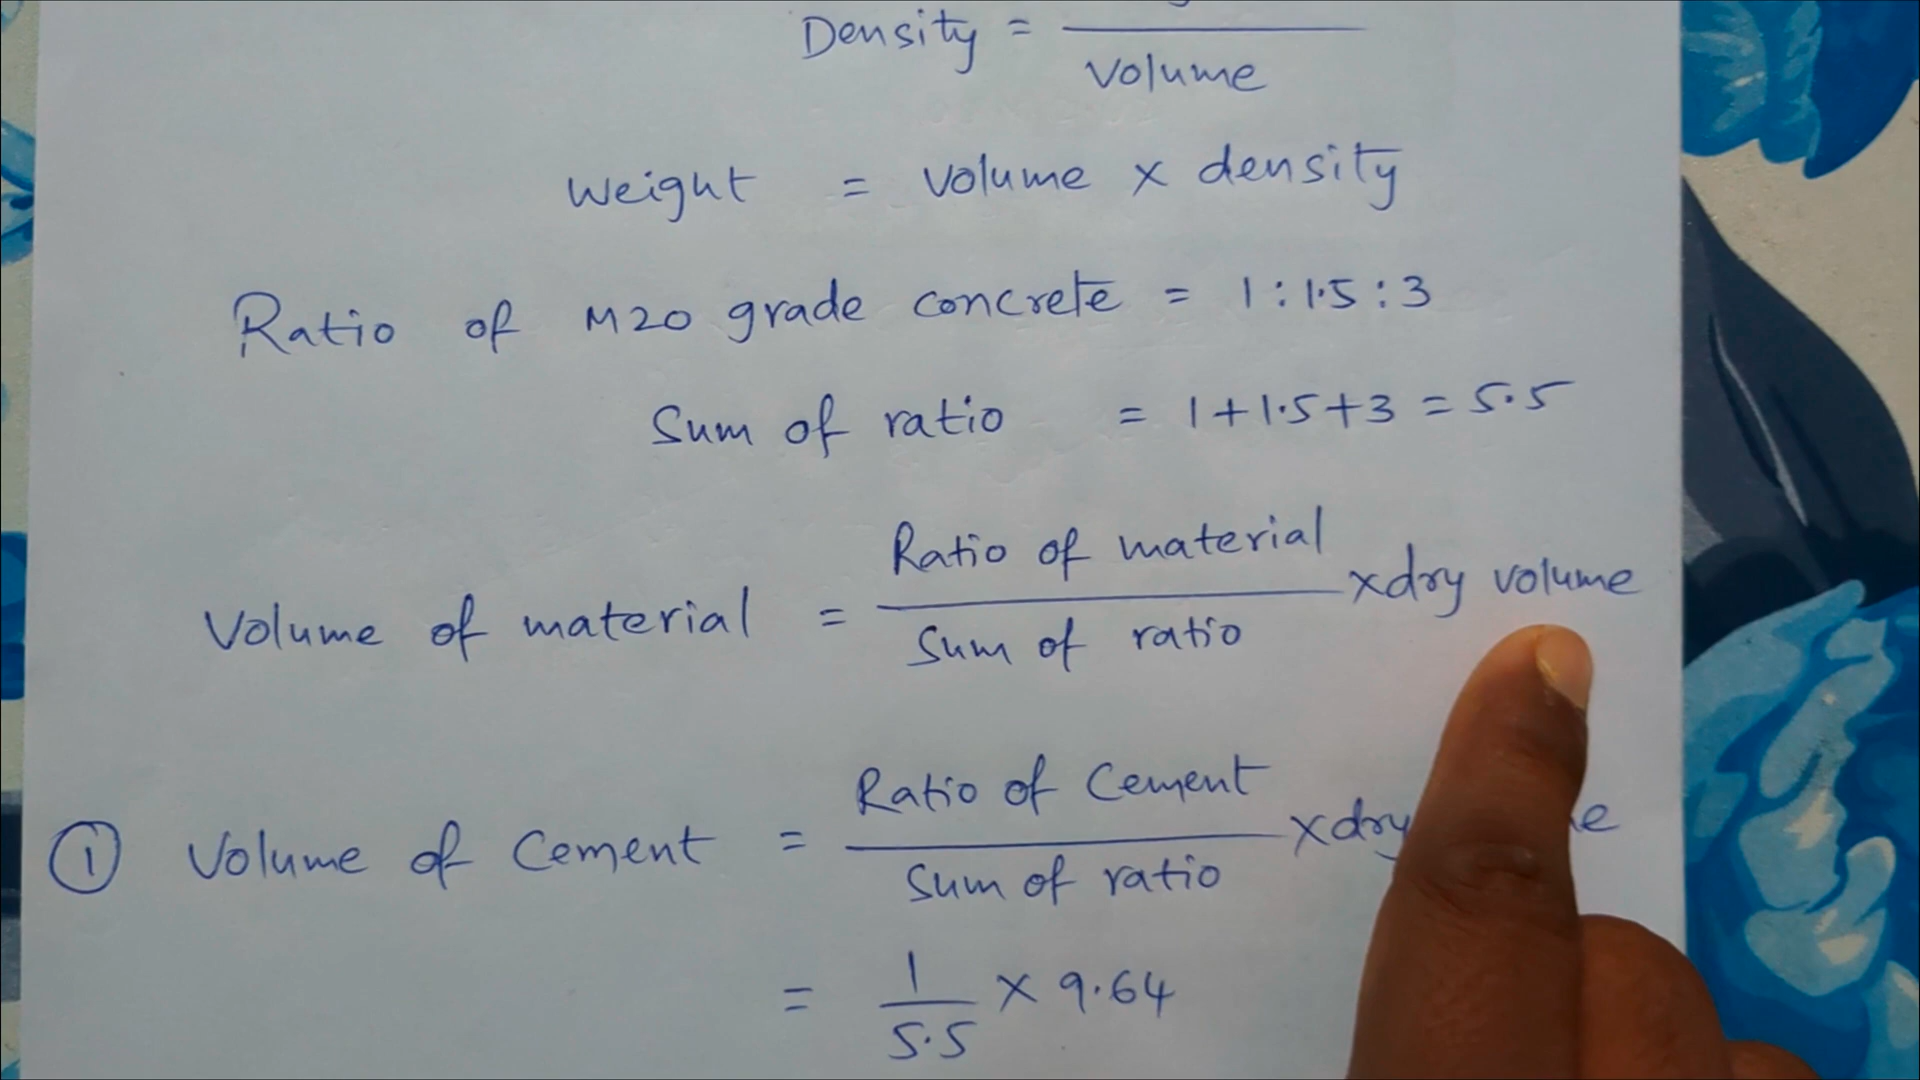 Density = ―――
volume
Weight = volume x density
Ratio of M20 grade concrete = 1 : 1.5 : 3
Sum of ratio = 1+1.5+3 = 5.5
Ratio of material
Volume of material = ――― x dry volume
Sum of ratio
Ratio of Cement
① Volume of Cement = ――― x dry
Sum of ratio
= 1/5.5 x 9.64